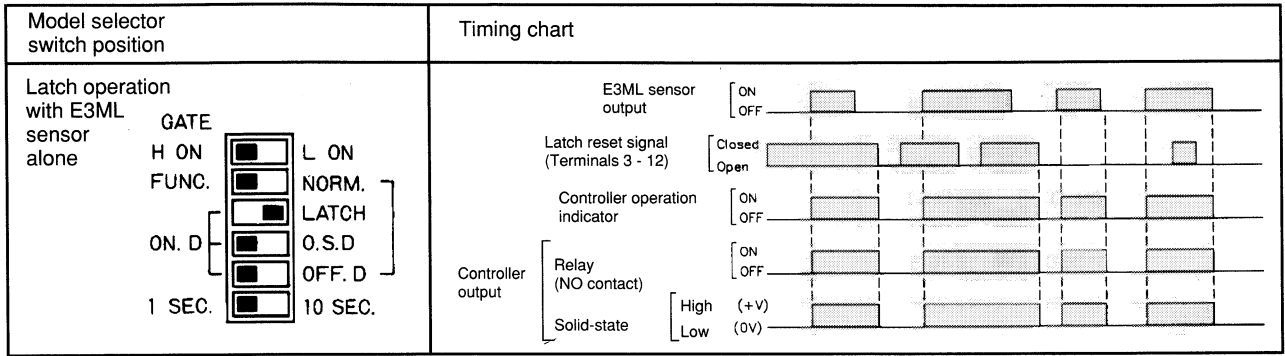 Model selector
switch position
Timing chart
Latch operation
with E3ML
sensor
alone
GATE
H ON
L ON
FUNC.
NORM.
LATCH
ON. D
O.S.D
OFF. D
1 SEC.
10 SEC.
E3ML sensor
output
ON
OFF
Latch reset signal
(Terminals 3 - 12)
Closed
Open
Controller operation
indicator
ON
OFF
Controller
output
Relay
(NO contact)
ON
OFF
Solid-state
High (+V)
Low (0V)